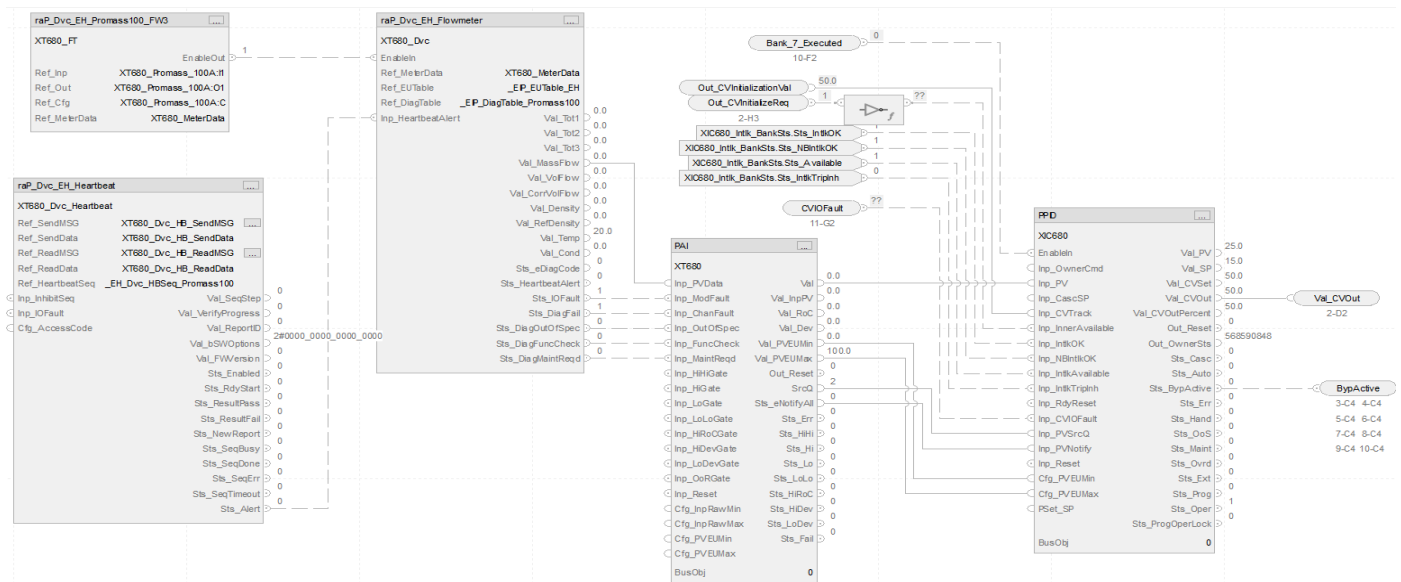 raP_Dvc_EH_Promass100_FW3 ...
XT680_FT
EnableOut 1
Ref_Inp XT680_Promass_100A:I1
Ref_Out XT680_Promass_100A:O1
Ref_Cfg XT680_Promass_100A:C
Ref_MeterData XT680_MeterData
raP_Dvc_EH_Heartbeat ...
XT680_Dvc_Heartbeat
Ref_SendMSG XT680_Dvc_HB_SendMSG ...
Ref_SendData XT680_Dvc_HB_SendData
Ref_ReadMSG XT680_Dvc_HB_ReadMSG ...
Ref_ReadData XT680_Dvc_HB_ReadData
Ref_HeartbeatSeq _EH_Dvc_HBSeq_Promass100
Inp_InhibitSeq Val_SeqStep 0
Inp_IOFault Val_VerifyProgress 0
Cfg_AccessCode Val_ReportID 0
Val_bSWOptions 2#0000_0000_0000_0000
Val_FWVersion 0
Sts_Enabled 0
Sts_RdyStart 0
Sts_ResultPass 0
Sts_ResultFail 0
Sts_NewReport 0
Sts_SeqBusy 0
Sts_SeqDone 0
Sts_SeqErr 0
Sts_SeqTimeout 0
Sts_Alert 0
raP_Dvc_EH_Flowmeter ...
XT680_Dvc
EnableIn
Ref_MeterData XT680_MeterData
Ref_EUTable _EIP_EUTable_EH
Ref_DiagTable _EIP_DiagTable_Promass100
Inp_HeartbeatAlert Val_Tot1 0.0
Val_Tot2 0.0
Val_Tot3 0.0
Val_MassFlow 0.0
Val_VolFlow 0.0
Val_CorrVolFlow 0.0
Val_Density 0.0
Val_RefDensity 0.0
Val_Temp 20.0
Val_Cond 0.0
Sts_eDiagCode 0
Sts_HeartbeatAlert 0
Sts_IOFault 1
Sts_DiagFail 1
Sts_DiagOutOfSpec 0
Sts_DiagFuncCheck 0
Sts_DiagMaintReqd 0
Bank_7_Executed 0
10-F2
Out_CVInitializationVal 50.0
Out_CVInitializeReq 1 ??
2-H3
XIC680_Intlk_BankSts.Sts_IntlkOK 1
XIC680_Intlk_BankSts.Sts_NBIntlkOK 1
XIC680_Intlk_BankSts.Sts_Available 1
XIC680_Intlk_BankSts.Sts_IntlkTripInh 0
CVIOFault ??
11-G2
PAI ...
XT680
Inp_PVData Val 0.0
Inp_ModFault Val_InpPV 0.0
Inp_ChanFault Val_RoC 0.0
Inp_OutOfSpec Val_Dev 0.0
Inp_FuncCheck Val_PVEUMin 0.0
Inp_MaintReqd Val_PVEUMax 100.0
Inp_HiHiGate Out_Reset 0
Inp_HiGate SrcQ 2
Inp_LoGate Sts_eNotifyAll 0
Inp_LoLoGate Sts_Err 0
Inp_HiRoCGate Sts_HiHi 0
Inp_HiDevGate Sts_Hi 0
Inp_LoDevGate Sts_Lo 0
Inp_OoRGate Sts_LoLo 0
Inp_Reset Sts_HiRoC 0
Cfg_InpRawMin Sts_HiDev 0
Cfg_InpRawMax Sts_LoDev 0
Cfg_PVEUMin Sts_Fail 0
Cfg_PVEUMax
BusObj 0
PPID ...
XIC680
EnableIn Val_PV 25.0
Inp_OwnerCmd Val_SP 15.0
Inp_PV Val_CVSet 50.0
Inp_CascSP Val_CVOut 50.0
Inp_CVTrack Val_CVOutPercent 50.0
Inp_InnerAvailable Out_Reset 0
Inp_IntlkOK Out_OwnerSts 568590848
Inp_NBIntlkOK Sts_Casc 0
Inp_IntlkAvailable Sts_Auto 0
Inp_IntlkTripInh Sts_BypActive 0
Inp_RdyReset Sts_Err 0
Inp_CVIOFault Sts_Hand 0
Inp_PVSrcQ Sts_OoS 0
Inp_PVNotify Sts_Maint 0
Inp_Reset Sts_Ovrd 0
Cfg_PVEUMin Sts_Ext 0
Cfg_PVEUMax Sts_Prog 0
PSet_SP Sts_Oper 1
Sts_ProgOperLock 0
BusObj 0
Val_CVOut
2-D2
BypActive
3-C4 4-C4
5-C4 6-C4
7-C4 8-C4
9-C4 10-C4